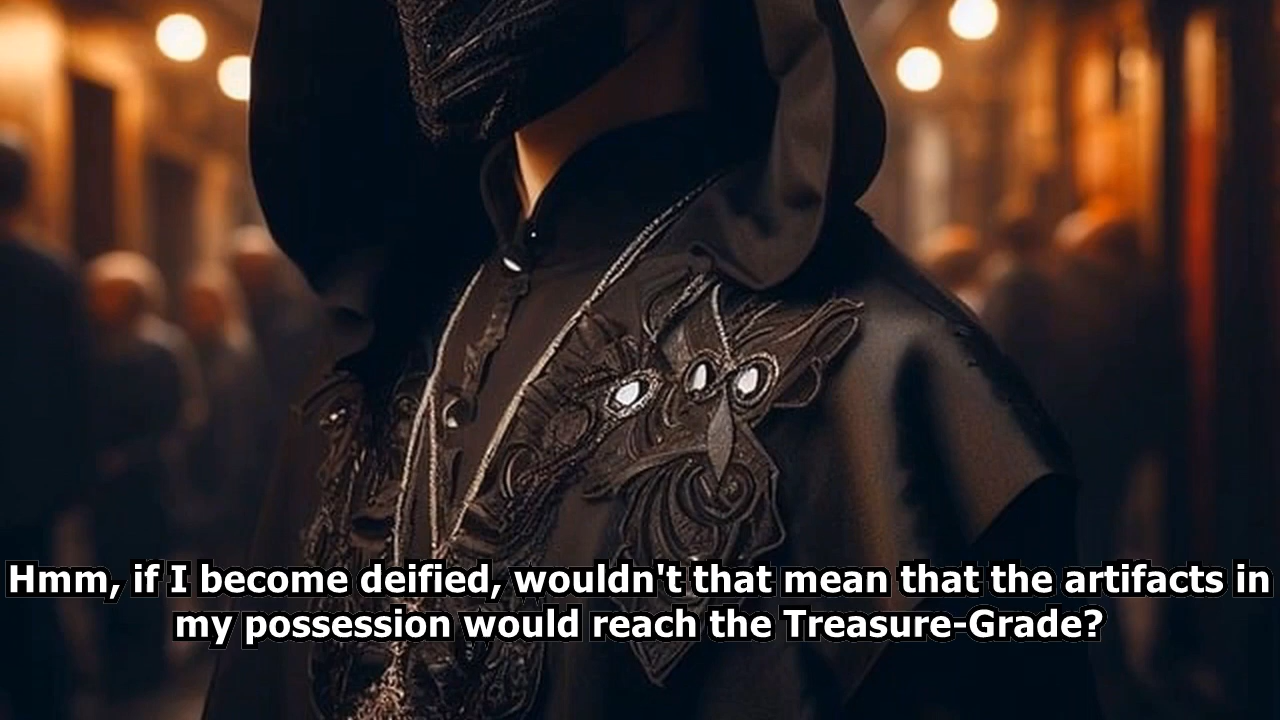 Hmm, if I become deified, wouldn't that mean that the artifacts in
my possession would reach the Treasure-Grade?